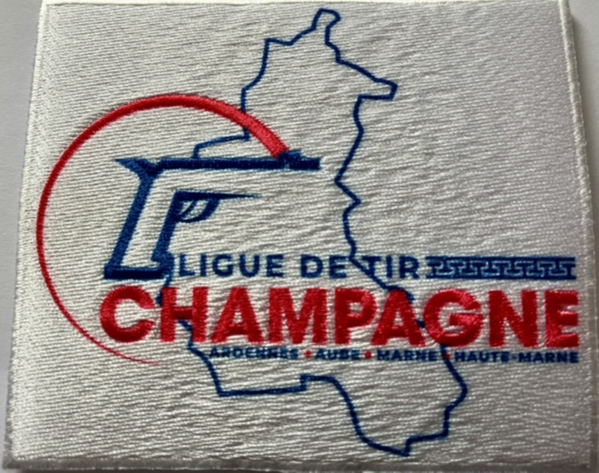 LIGUE DE TIR
CHAMPAGNE
ARDENNES • AUBE • MARNE • HAUTE-MARNE